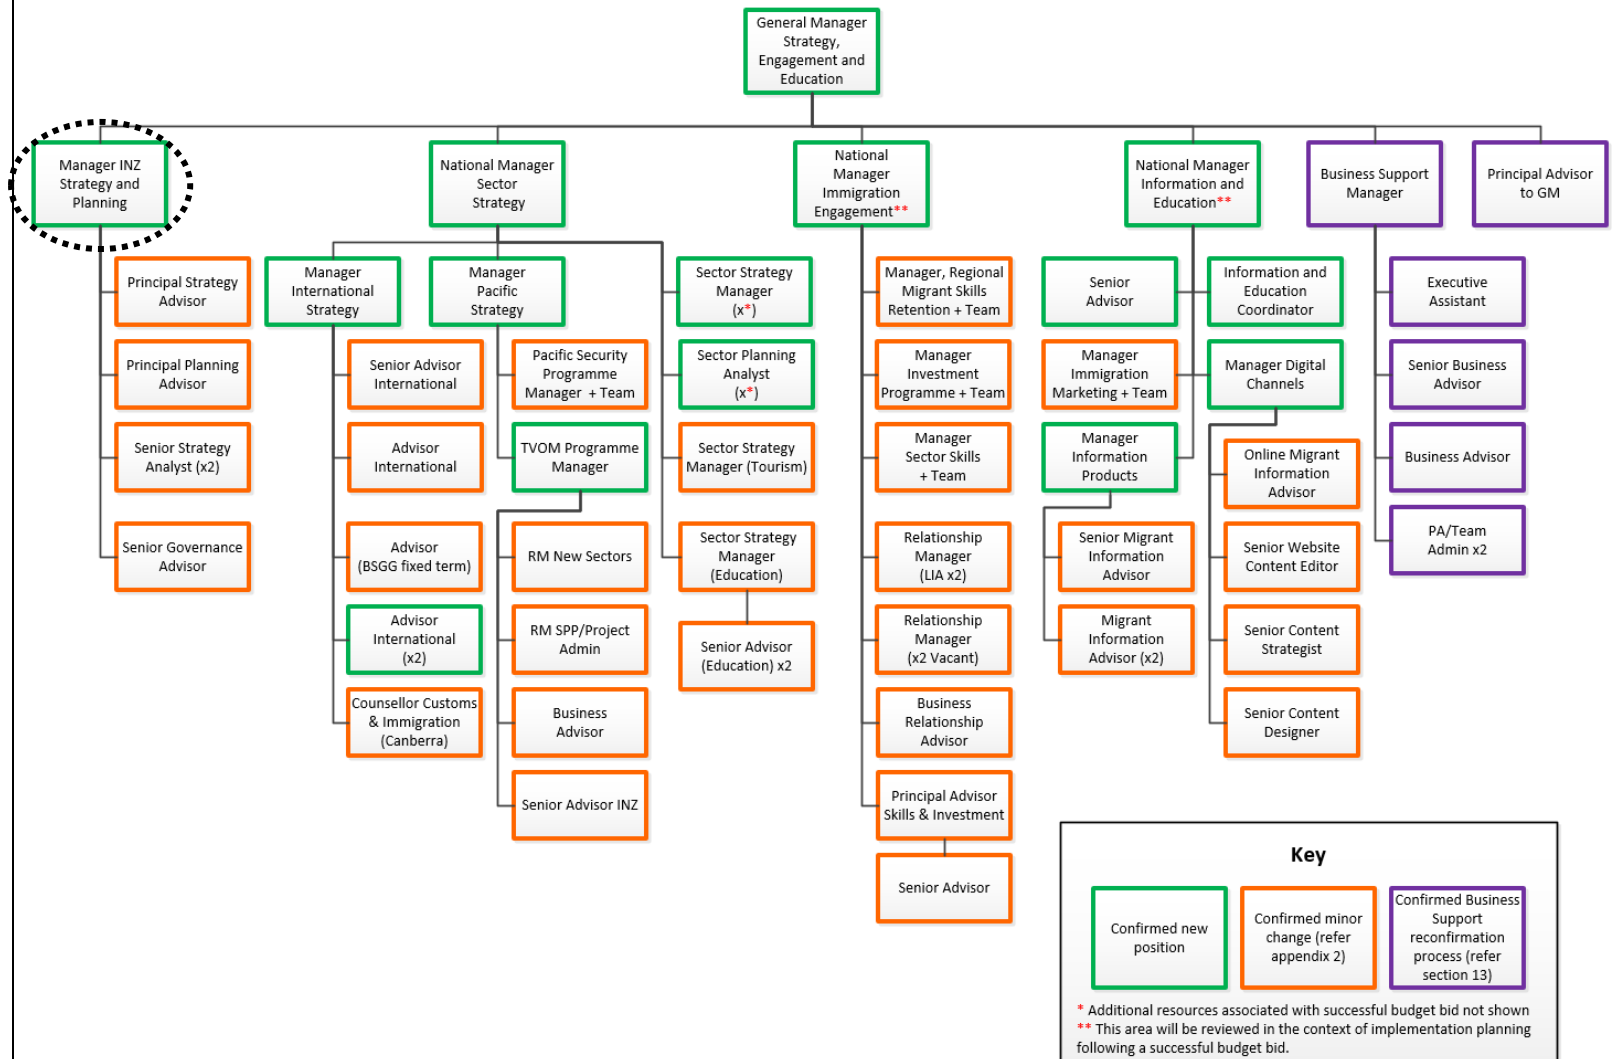 General Manager
Strategy,
Engagement and
Education
Manager INZ
Strategy and
Planning
National Manager
Sector
Strategy
National
Manager
Immigration
Engagement**
National Manager
Information and
Education**
Business Support
Manager
Principal Advisor
to GM
Principal Strategy
Advisor
Principal Planning
Advisor
Senior Strategy
Analyst (x2)
Senior Governance
Advisor
Manager
International
Strategy
Senior Advisor
International
Advisor
International
Advisor
(BSGG fixed term)
Advisor
International
(x2)
Counsellor Customs
& Immigration
(Canberra)
Manager
Pacific
Strategy
Pacific Security
Programme
Manager + Team
TVOM Programme
Manager
RM New Sectors
RM SPP/Project
Admin
Business
Advisor
Senior Advisor INZ
Sector Strategy
Manager
(x*)
Sector Planning
Analyst
(x*)
Sector Strategy
Manager (Tourism)
Sector Strategy
Manager
(Education)
Senior Advisor
(Education) x2
Manager, Regional
Migrant Skills
Retention + Team
Manager
Investment
Programme + Team
Manager
Sector Skills
+ Team
Relationship
Manager
(LIA x2)
Relationship
Manager
(x2 Vacant)
Business
Relationship
Advisor
Principal Advisor
Skills & Investment
Senior Advisor
Senior
Advisor
Manager
Immigration
Marketing + Team
Manager
Information
Products
Senior Migrant
Information
Advisor
Migrant
Information
Advisor (x2)
Information and
Education
Coordinator
Manager Digital
Channels
Online Migrant
Information
Advisor
Senior Website
Content Editor
Senior Content
Strategist
Senior Content
Designer
Executive
Assistant
Senior Business
Advisor
Business Advisor
PA/Team
Admin x2
Key
Confirmed new
position
Confirmed minor
change (refer
appendix 2)
Confirmed Business
Support
reconfirmation
process (refer
section 13)
* Additional resources associated with successful budget bid not shown
** This area will be reviewed in the context of implementation planning
following a successful budget bid.